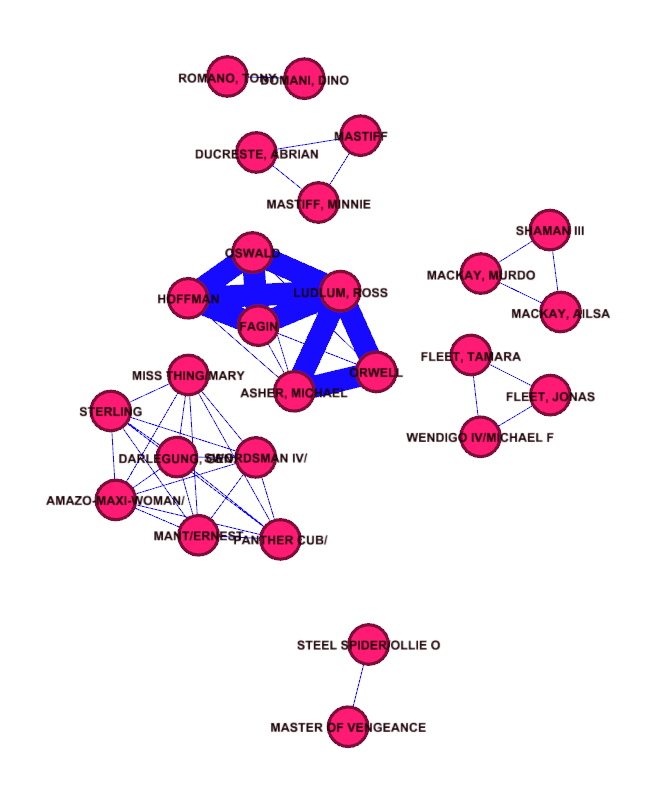 ROMANO, TONY
DOMANI, DINO
MASTIFF
DUCRESTE, ABRIAN
MASTIFF, MINNIE
SHAMAN III
OSWALD
MACKAY, MURDO
LUDLUM, ROSS
HOFFMAN
MACKAY, AILSA
FAGIN
FLEET, TAMARA
ORWELL
MISS THING/MARY
ASHER, MICHAEL
FLEET, JONAS
STERLING
WENDIGO IV/MICHAEL F
SWORDSMAN IV/
AMAZO-MAXI-WOMAN/
MANT/ERNEST
PANTHER CUB/
STEEL SPIDER/OLLIE O
MASTER OF VENGEANCE